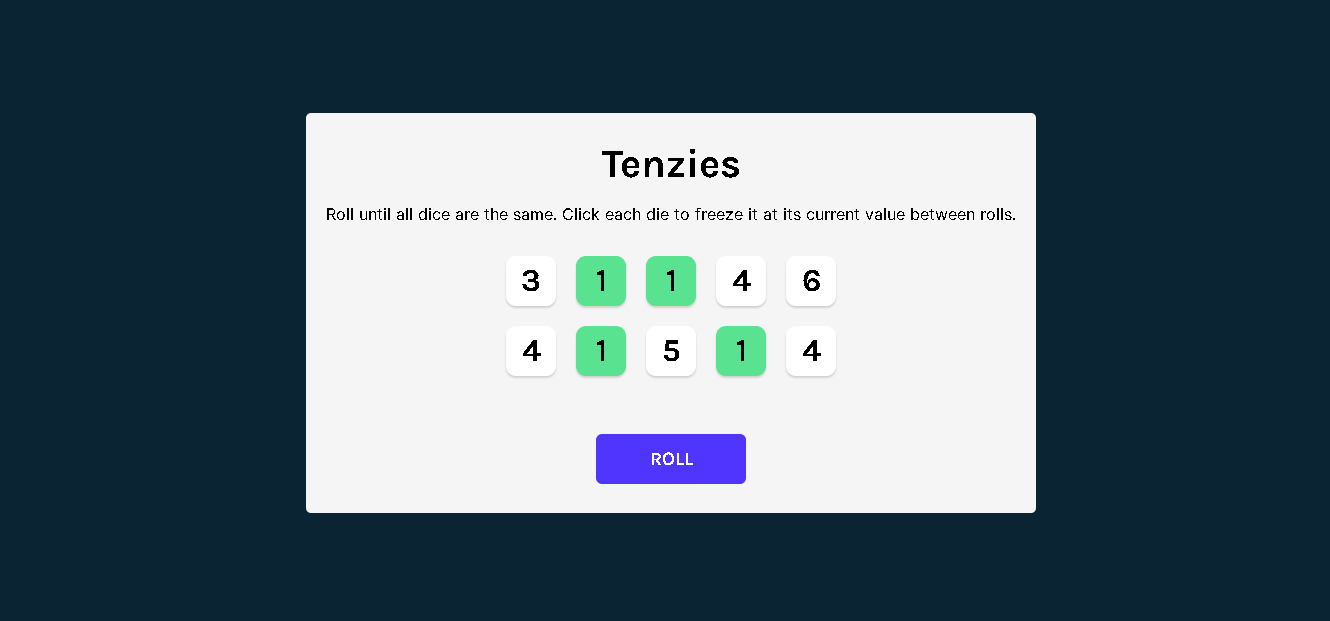 Tenzies
Roll until all dice are the same. Click each die to freeze it at its current value between rolls.
3 1 1 4 6
4 1 5 1 4
ROLL